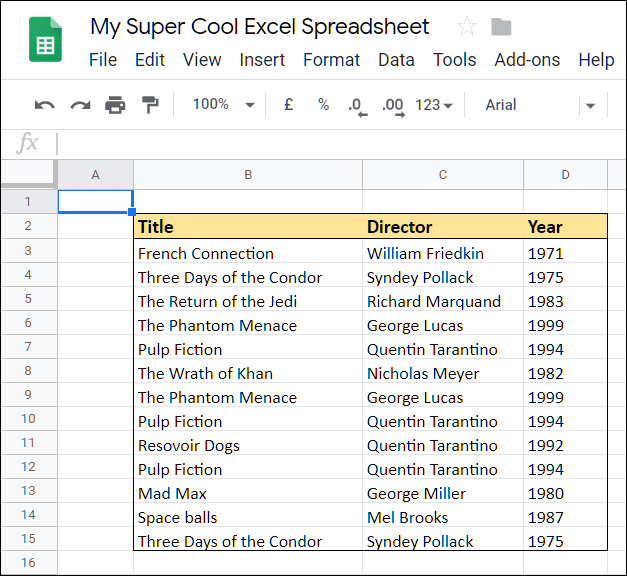 My Super Cool Excel Spreadsheet
File Edit View Insert Format Data Tools Add-ons Help
100% £ % .0 .00 123 Arial
fx
A B C D
1
2 Title Director Year
3 French Connection William Friedkin 1971
4 Three Days of the Condor Syndey Pollack 1975
5 The Return of the Jedi Richard Marquand 1983
6 The Phantom Menace George Lucas 1999
7 Pulp Fiction Quentin Tarantino 1994
8 The Wrath of Khan Nicholas Meyer 1982
9 The Phantom Menace George Lucas 1999
10 Pulp Fiction Quentin Tarantino 1994
11 Resovoir Dogs Quentin Tarantino 1992
12 Pulp Fiction Quentin Tarantino 1994
13 Mad Max George Miller 1980
14 Space balls Mel Brooks 1987
15 Three Days of the Condor Syndey Pollack 1975
16